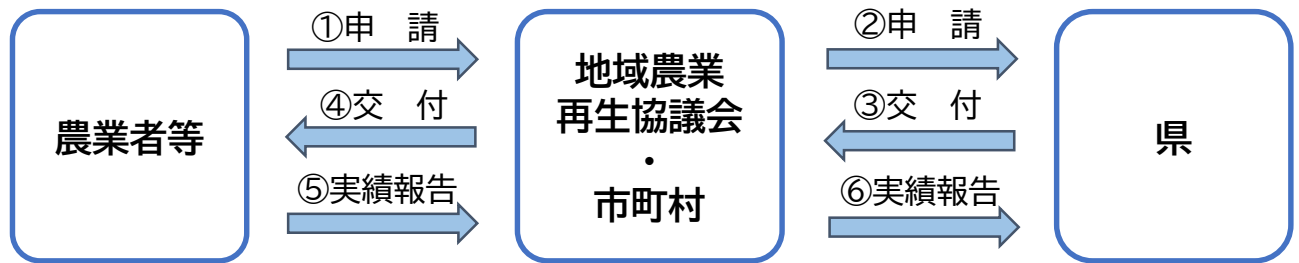 ①申　請
②申　請
地域農業
再生協議会
・
市町村
農業者等
県
④交　付
③交　付
⑤実績報告
⑥実績報告